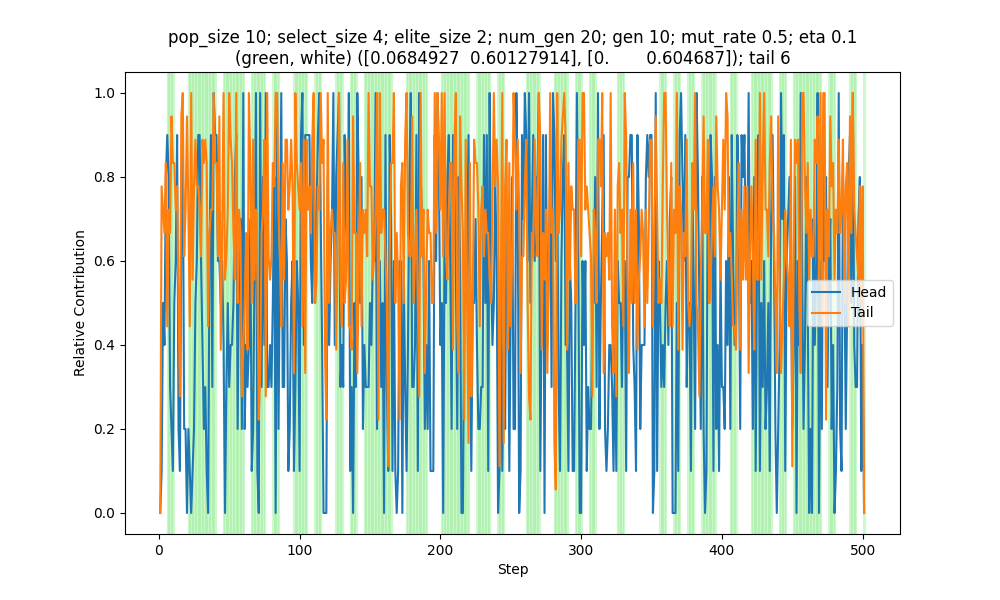 pop_size 10; select_size 4; elite_size 2; num_gen 20; gen 10; mut_rate 0.5; eta 0.1
(green, white) ([0.0684927  0.60127914], [0.       0.604687]); tail 6
1.0
0.8
0.6
0.4
0.2
0.0
Relative Contribution
Head
Tail
0 100 200 300 400 500
Step